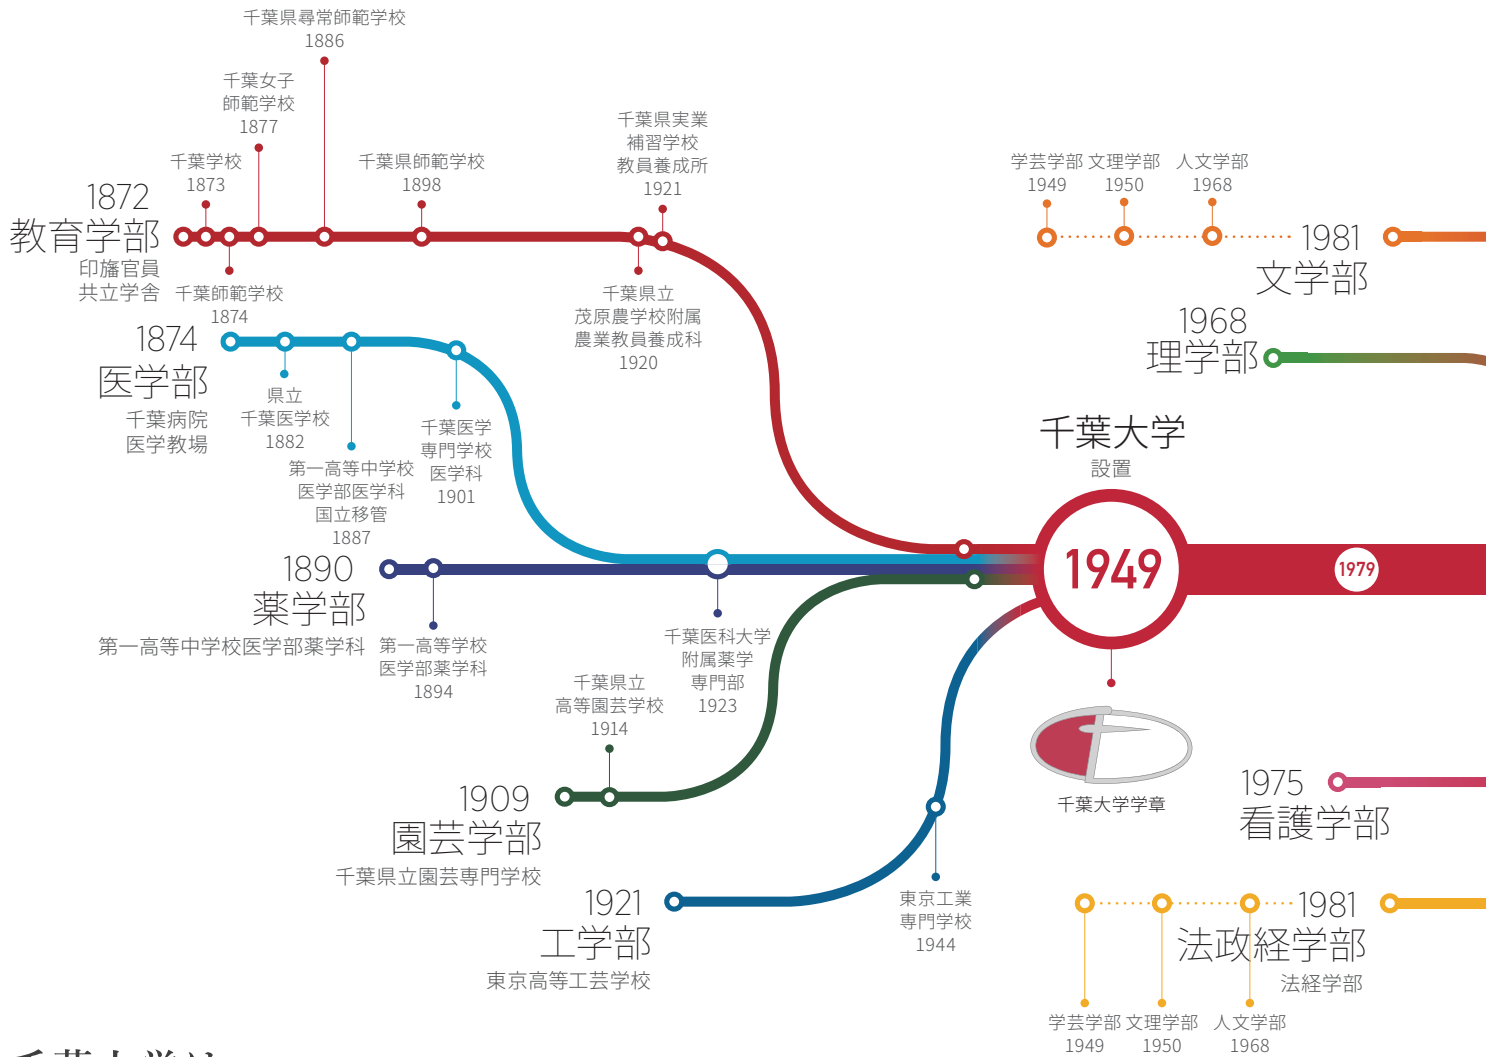 千葉県尋常師範学校
1886
千葉女子
師範学校
1877
千葉学校
1873
千葉県師範学校
1898
千葉県実業
補習学校
教員養成所
1921
1872
教育学部
印旛官員
共立学舎
千葉師範学校
1874
千葉県立
茂原農学校附属
農業教員養成科
1920
1874
医学部
千葉病院
医学教場
県立
千葉医学校
1882
第一高等中学校
医学部医学科
国立移管
1887
千葉医学
専門学校
医学科
1901
1890
薬学部
第一高等中学校医学部薬学科
第一高等学校
医学部薬学科
1894
千葉医科大学
附属薬学
専門部
1923
千葉県立
高等園芸学校
1914
1909
園芸学部
千葉県立園芸専門学校
1921
工学部
東京高等工芸学校
東京工業
専門学校
1944
学芸学部
1949
文理学部
1950
人文学部
1968
1981
文学部
1968
理学部
千葉大学
設置
1949
1979
千葉大学学章
1975
看護学部
1981
法政経学部
法経学部
学芸学部
1949
文理学部
1950
人文学部
1968